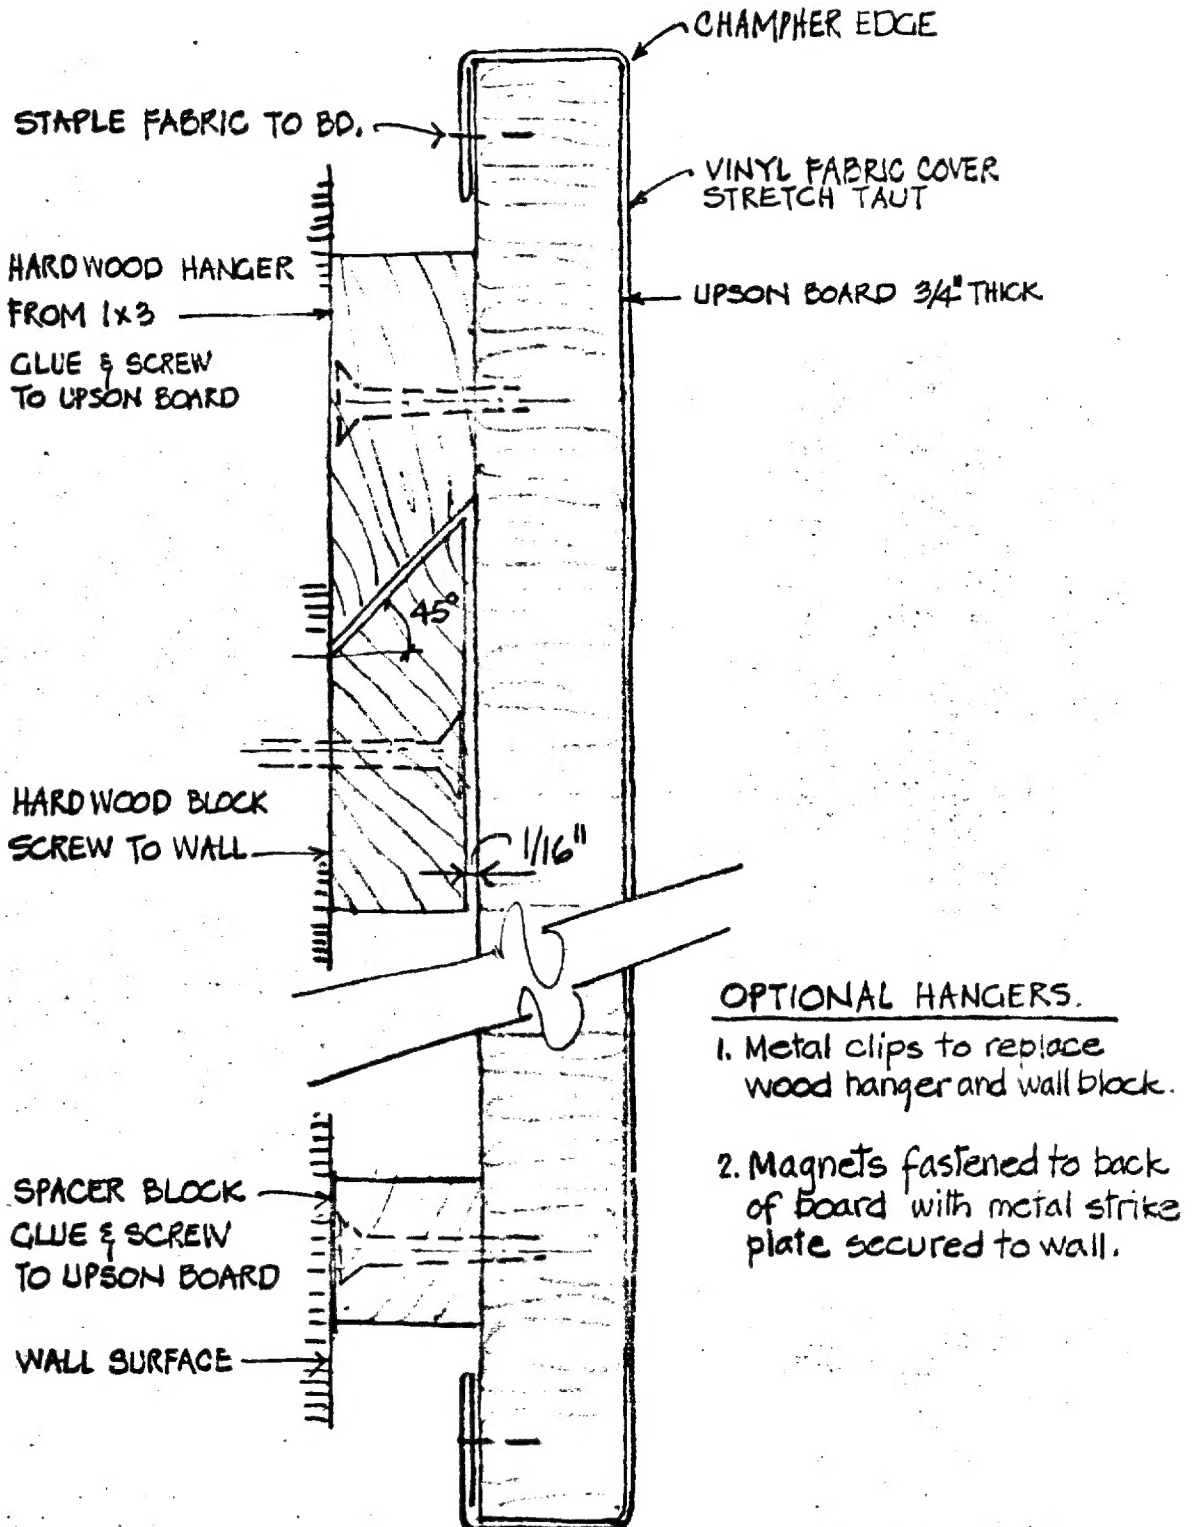 CHAMPHER EDGE
STAPLE FABRIC TO BD.
VINYL FABRIC COVER
STRETCH TAUT
HARDWOOD HANGER
FROM 1x3
GLUE & SCREW
TO UPSON BOARD
UPSON BOARD 3/4" THICK
45°
HARDWOOD BLOCK
SCREW TO WALL
1/16"
OPTIONAL HANGERS.
1. Metal clips to replace
wood hanger and wall block.
2. Magnets fastened to back
of board with metal strike
plate secured to wall.
SPACER BLOCK
GLUE & SCREW
TO UPSON BOARD
WALL SURFACE